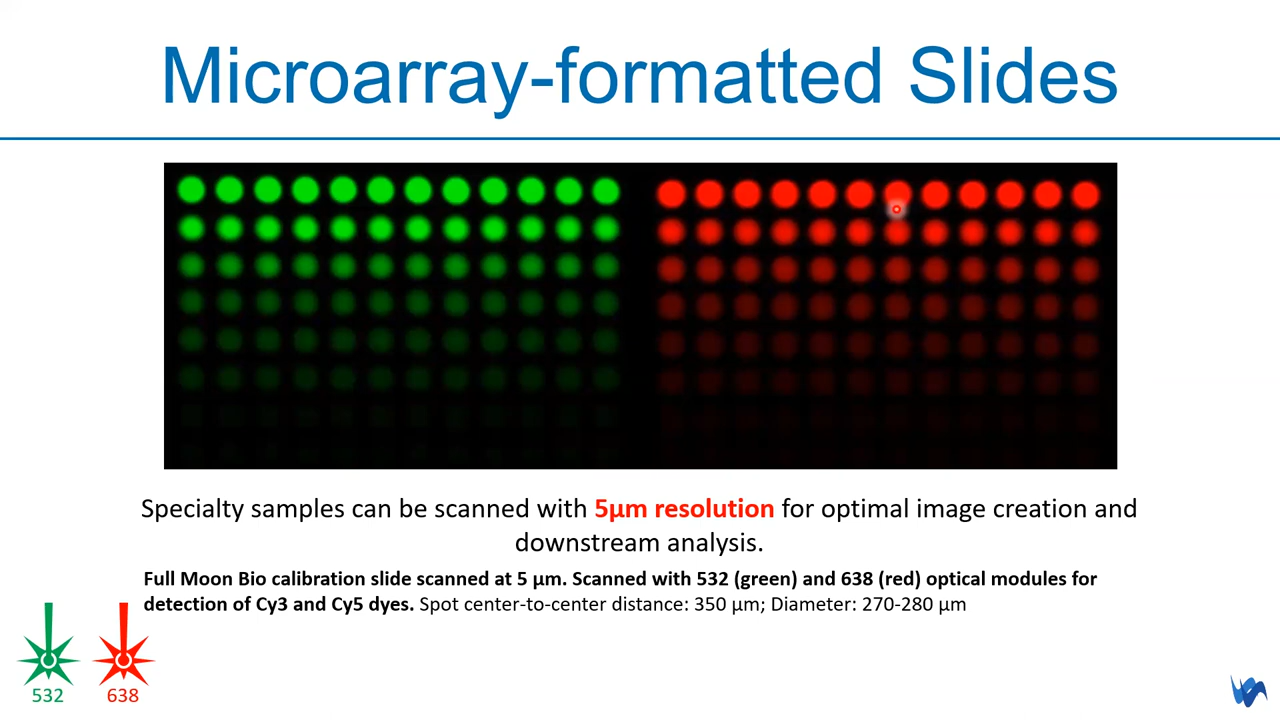 Microarray-formatted Slides
Specialty samples can be scanned with 5µm resolution for optimal image creation and
downstream analysis.
Full Moon Bio calibration slide scanned at 5 µm. Scanned with 532 (green) and 638 (red) optical modules for
detection of Cy3 and Cy5 dyes. Spot center-to-center distance: 350 µm; Diameter: 270-280 µm
532
638